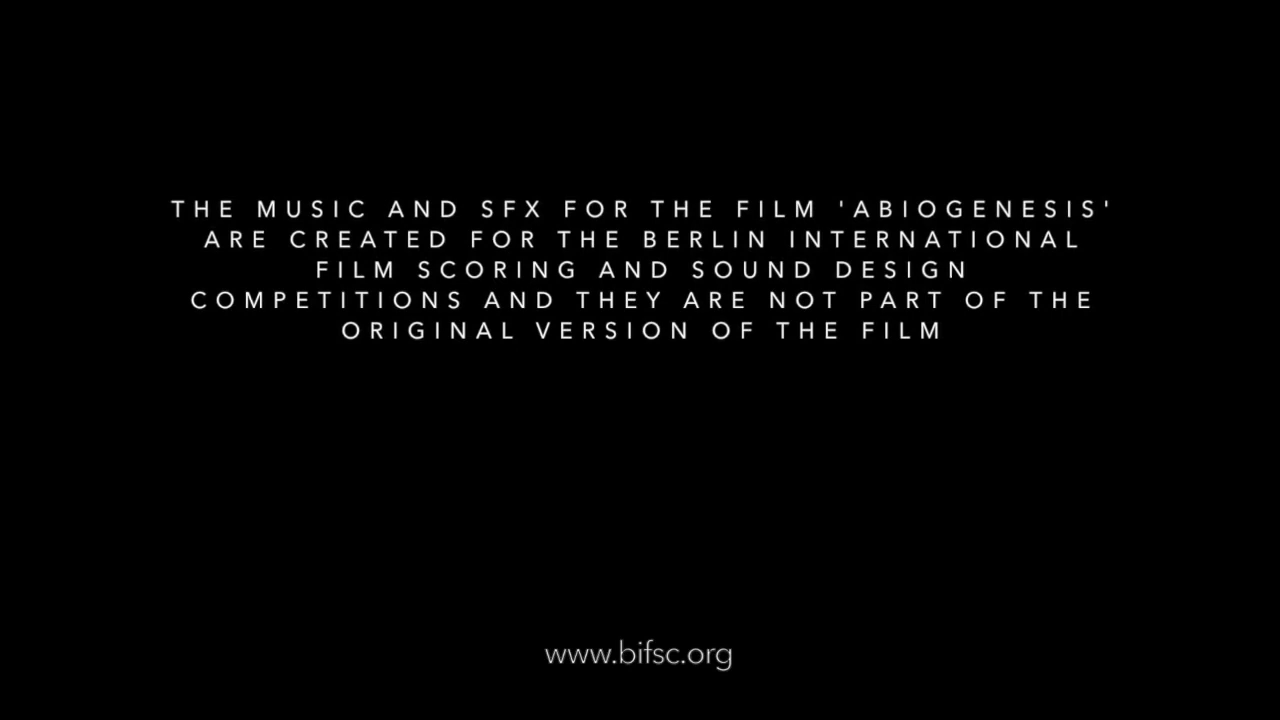 THE MUSIC AND SFX FOR THE FILM 'ABIOGENESIS'
ARE CREATED FOR THE BERLIN INTERNATIONAL
FILM SCORING AND SOUND DESIGN
COMPETITIONS AND THEY ARE NOT PART OF THE
ORIGINAL VERSION OF THE FILM
www.bifsc.org